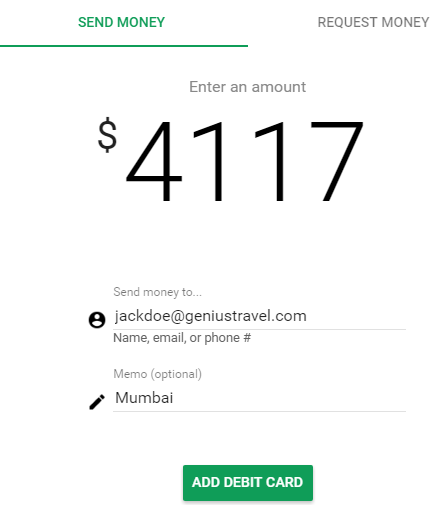 SEND MONEY REQUEST MONEY
Enter an amount
$4117
Send money to...
jackdoe@geniustravel.com
Name, email, or phone #
Memo (optional)
Mumbai
ADD DEBIT CARD